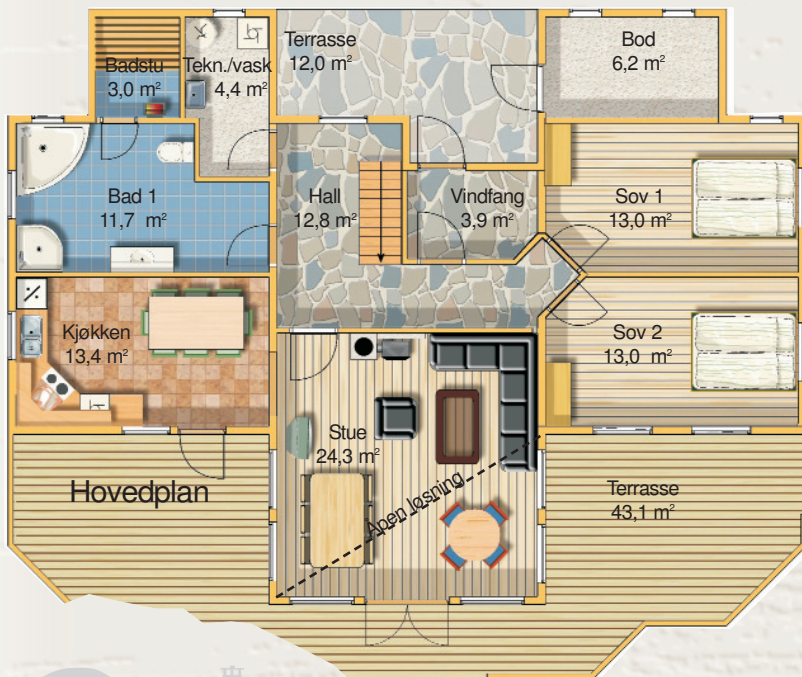 Badstu
3,0 m²
Tekn./vask
4,4 m²
Terrasse
12,0 m²
Bod
6,2 m²
Bad 1
11,7 m²
Hall
12,8 m²
Vindfang
3,9 m²
Sov 1
13,0 m²
Kjøkken
13,4 m²
Sov 2
13,0 m²
Stue
24,3 m²
Åpen løsning
Hovedplan
Terrasse
43,1 m²